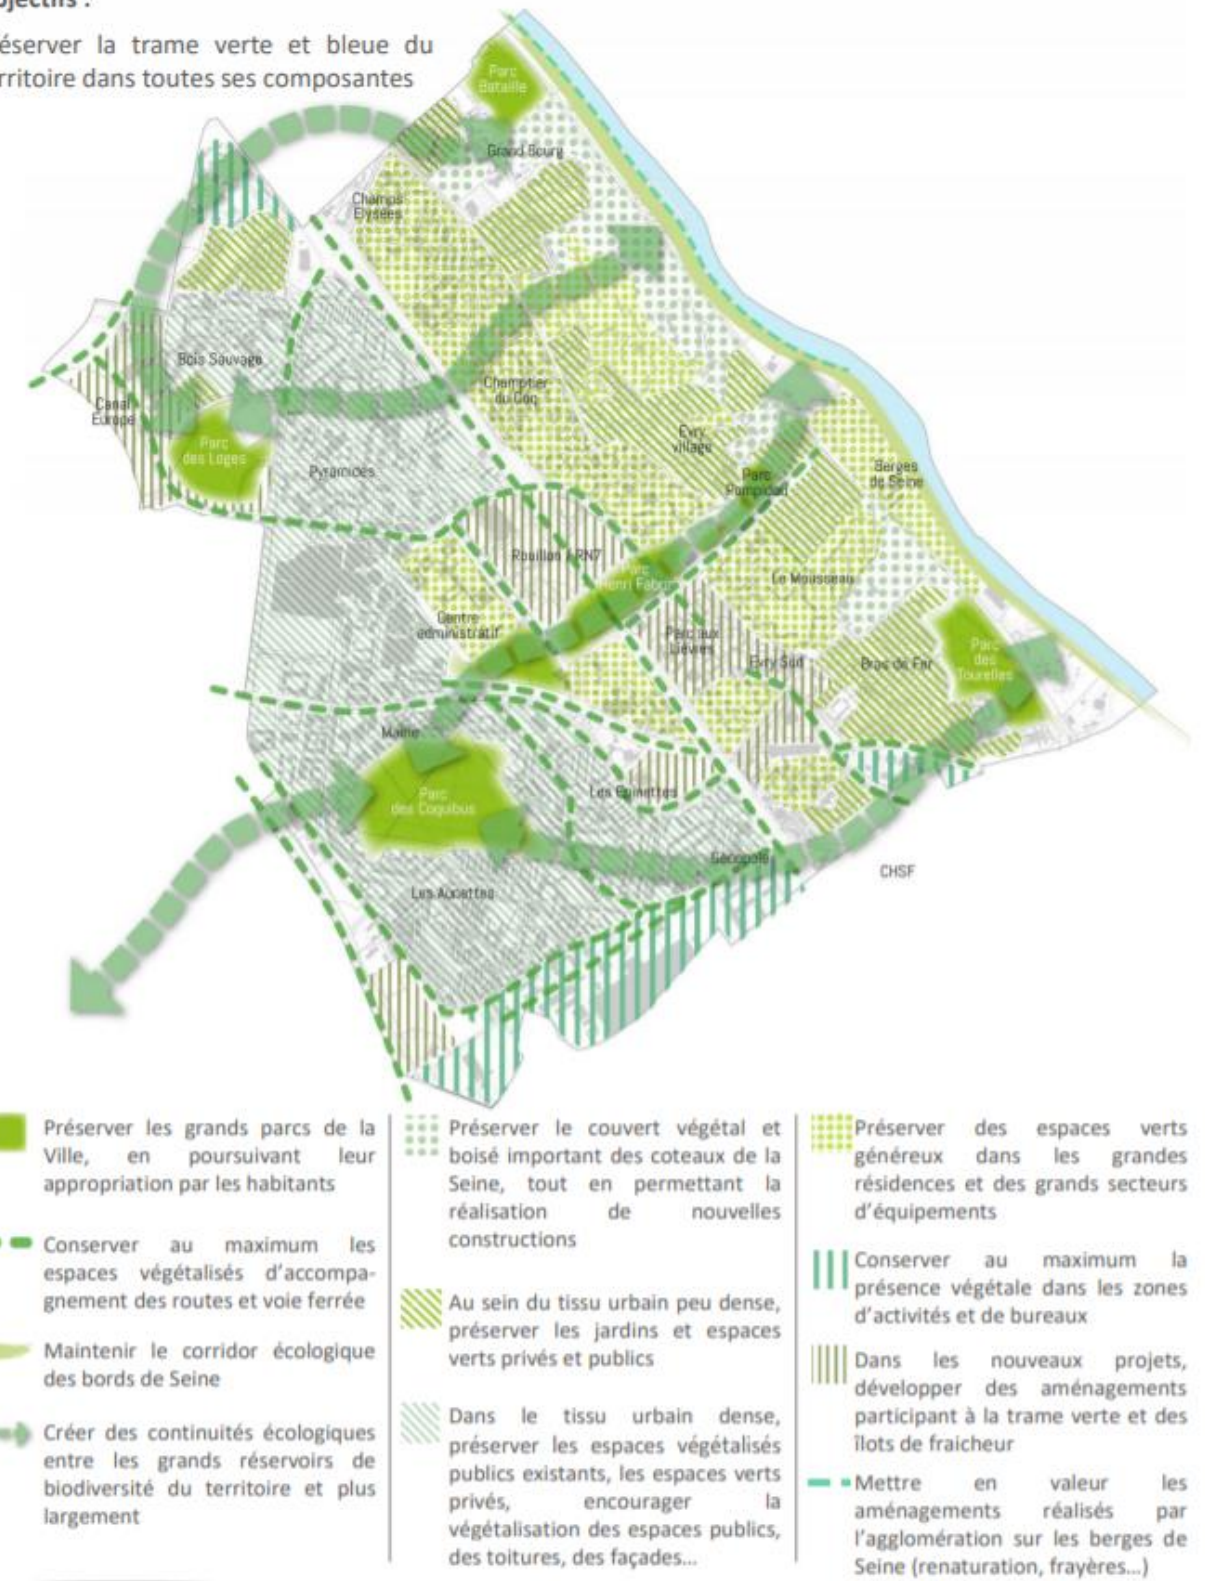 bjectifs :
éserver la trame verte et bleue du
rritoire dans toutes ses composantes
Parc
Bataille
Grand Bourg
Champs
Elysées
Bois Sauvage
Canal
Europe
Parc
des Loges
Pyramides
Champtier
du Coq
Evry
village
Parc
Pompidou
Berges
de Seine
Rouillon / RN7
Parc
Henri Fabre
Le Mousseau
Centre
administratif
Parc aux
Lièvres
Evry Sud
Bras de Fer
Parc
des
Tourelles
Mairie
Parc
des Coquibus
Les Epinettes
Génopole
CHSF
Les Aunettes
Préserver les grands parcs de la
Ville, en poursuivant leur
appropriation par les habitants
Conserver au maximum les
espaces végétalisés d'accompa-
gnement des routes et voie ferrée
Maintenir le corridor écologique
des bords de Seine
Créer des continuités écologiques
entre les grands réservoirs de
biodiversité du territoire et plus
largement
Préserver le couvert végétal et
boisé important des coteaux de la
Seine, tout en permettant la
réalisation de nouvelles
constructions
Au sein du tissu urbain peu dense,
préserver les jardins et espaces
verts privés et publics
Dans le tissu urbain dense,
préserver les espaces végétalisés
publics existants, les espaces verts
privés, encourager la
végétalisation des espaces publics,
des toitures, des façades...
Préserver des espaces verts
généreux dans les grandes
résidences et des grands secteurs
d'équipements
Conserver au maximum la
présence végétale dans les zones
d'activités et de bureaux
Dans les nouveaux projets,
développer des aménagements
participant à la trame verte et des
îlots de fraicheur
Mettre en valeur les
aménagements réalisés par
l'agglomération sur les berges de
Seine (renaturation, frayères...)